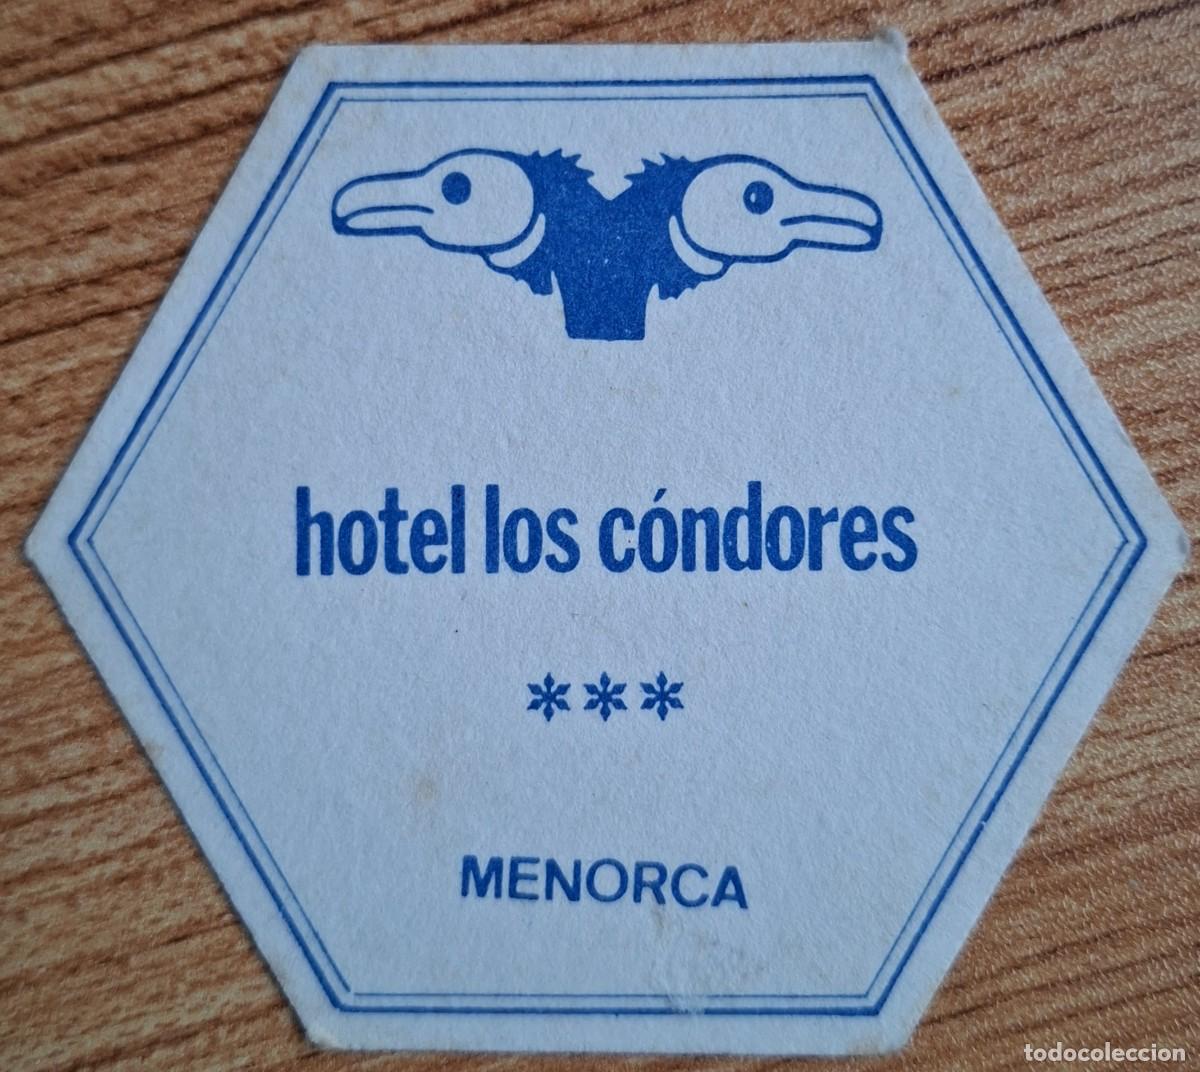 hotel los cóndores
***
MENORCA
todocoleccion